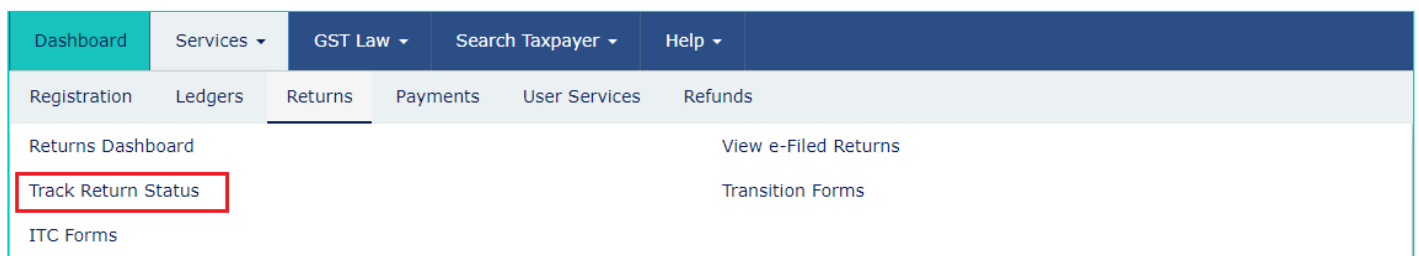 Dashboard Services GST Law Search Taxpayer Help
Registration Ledgers Returns Payments User Services Refunds
Returns Dashboard View e-Filed Returns
Track Return Status Transition Forms
ITC Forms